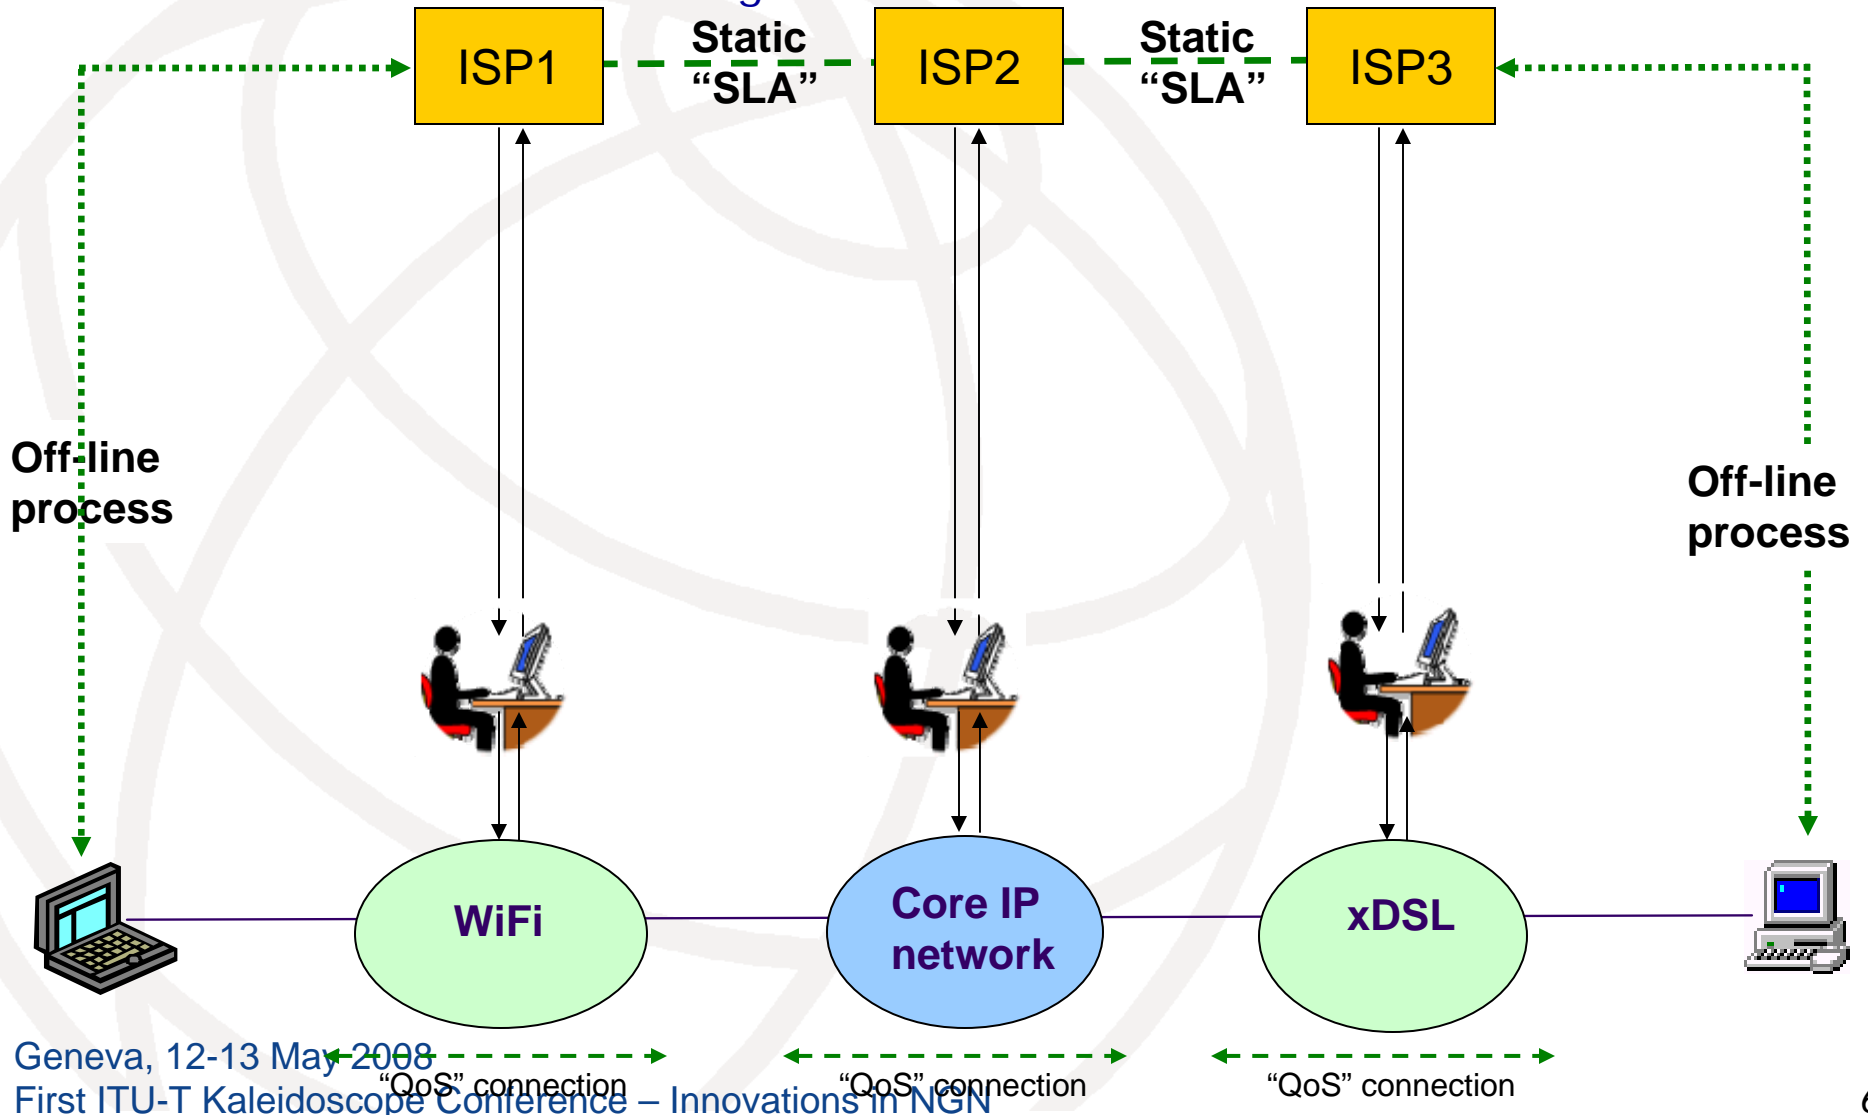 ISP1
Static
“SLA”
ISP2
Static
“SLA”
ISP3
Off-line
process
Off-line
process
WiFi
Core IP
network
xDSL
Geneva, 12-13 May 2008
First ITU-T Kaleidoscope Conference – Innovations in NGN
“QoS” connection
“QoS” connection
“QoS” connection